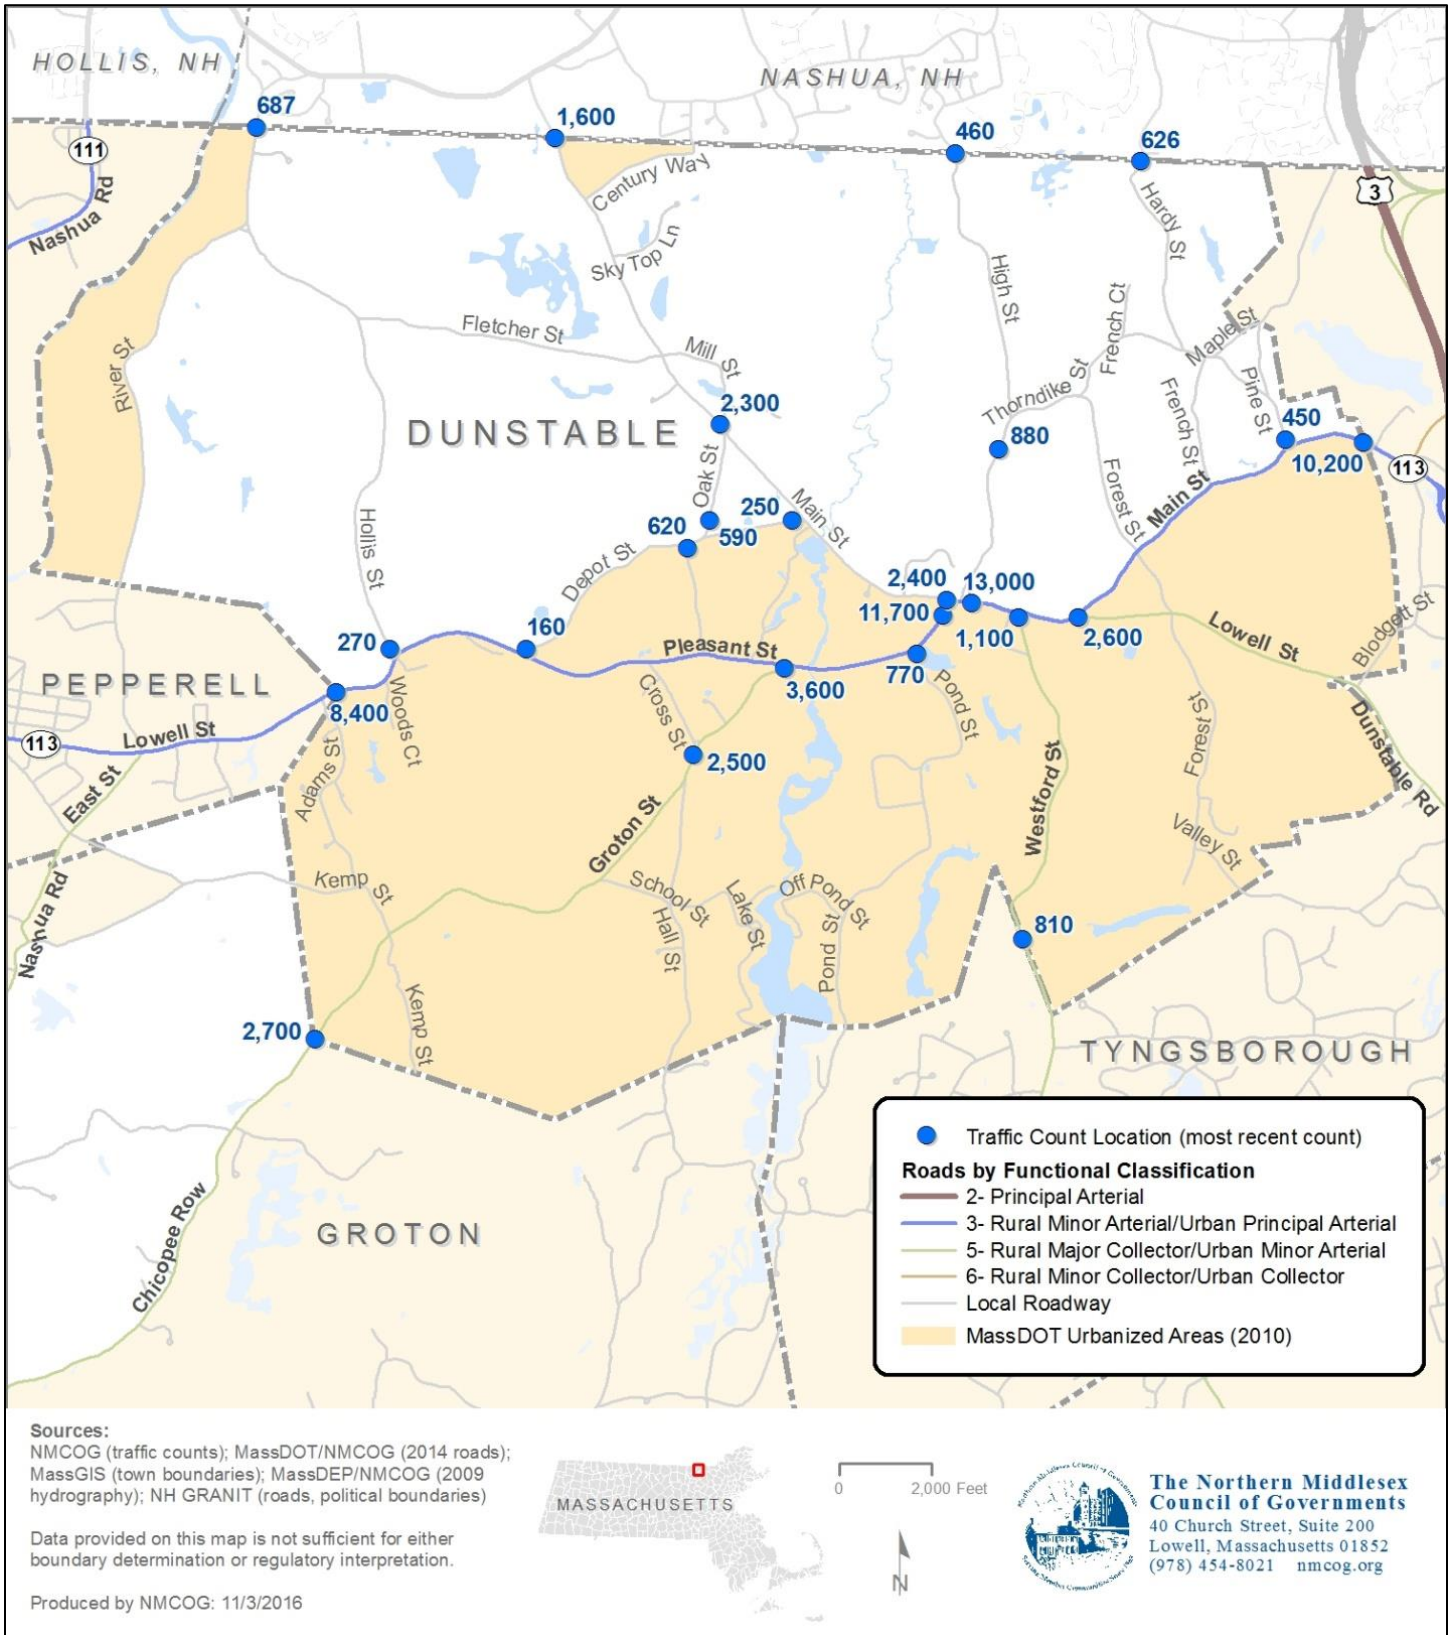 HOLLIS, NH
NASHUA, NH
687
1,600
460
626
111
Nashua Rd
3
Century Way
Hardy St
Sky Top Ln
High St
French Ct
Fletcher St
Maple St
River St
Mill St
Thorndike St
Pine St
French St
2,300
DUNSTABLE
450
880
10,200
113
Oak St
Forest St
Main St
250
Main St
620
590
Hollis St
Depot St
2,400
13,000
11,700
1,100
2,600
Lowell St
Blodgett St
160
270
Pleasant St
770
3,600
PEPPERELL
Woods Ct
8,400
Cross St
Pond St
Forest St
113
Lowell St
2,500
Dunstable Rd
East St
Adams St
Westford St
Groton St
Valley St
Kemp St
School St
Lake St
Off Pond St
Nashua Rd
Hall St
Pond St
810
Kemp St
2,700
TYNGSBOROUGH
Chicopee Row
GROTON
Traffic Count Location (most recent count)
Roads by Functional Classification
2- Principal Arterial
3- Rural Minor Arterial/Urban Principal Arterial
5- Rural Major Collector/Urban Minor Arterial
6- Rural Minor Collector/Urban Collector
Local Roadway
MassDOT Urbanized Areas (2010)
Sources:
NMCOG (traffic counts); MassDOT/NMCOG (2014 roads);
MassGIS (town boundaries); MassDEP/NMCOG (2009
hydrography); NH GRANIT (roads, political boundaries)
Data provided on this map is not sufficient for either
boundary determination or regulatory interpretation.
Produced by NMCOG: 11/3/2016
MASSACHUSETTS
0 2,000 Feet
N
The Northern Middlesex
Council of Governments
40 Church Street, Suite 200
Lowell, Massachusetts 01852
(978) 454-8021 nmcog.org